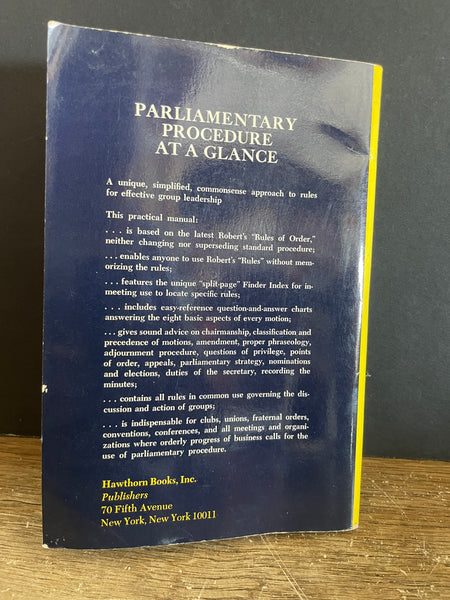 PARLIAMENTARY
PROCEDURE
AT A GLANCE
A unique, simplified, commonsense approach to rules
for effective group leadership
This practical manual:
. . . is based on the latest Robert's "Rules of Order,"
neither changing nor superseding standard procedure;
. . . enables anyone to use Robert's "Rules" without mem-
orizing the rules;
. . . features the unique "split-page" Finder Index for in-
meeting use to locate specific rules;
. . . includes easy-reference question-and-answer charts
answering the eight basic aspects of every motion;
. . . gives sound advice on chairmanship, classification and
precedence of motions, amendment, proper phraseology,
adjournment procedure, questions of privilege, points
of order, appeals, parliamentary strategy, nominations
and elections, duties of the secretary, recording the
minutes;
. . . contains all rules in common use governing the dis-
cussion and action of groups;
. . . is indispensable for clubs, unions, fraternal orders,
conventions, conferences, and all meetings and organi-
zations where orderly progress of business calls for the
use of parliamentary procedure.
Hawthorn Books, Inc.
Publishers
70 Fifth Avenue
New York, New York 10011